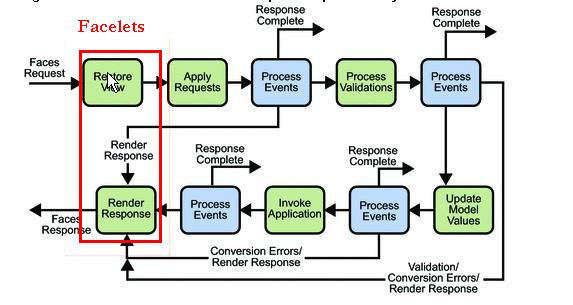 Facelets
Response
Complete
Response
Complete
Faces
Request
Restore
View
Apply
Requests
Process
Events
Process
Validations
Process
Events
Render
Response
Response
Complete
Response
Complete
Render
Response
Process
Events
Invoke
Application
Process
Events
Update
Model
Values
Faces
Response
Conversion Errors/
Render Response
Validation/
Conversion Errors/
Render Response